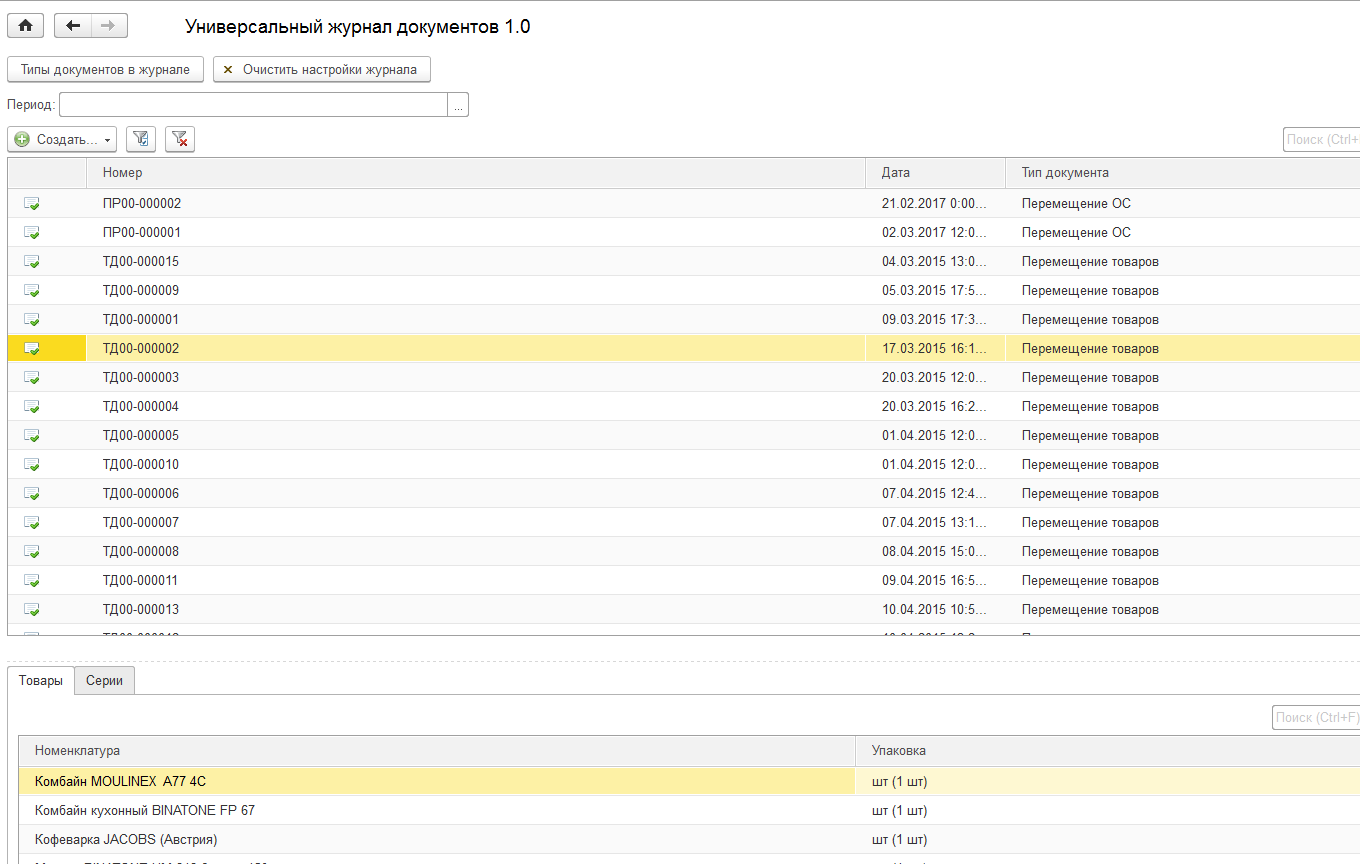 Универсальный журнал документов 1.0
Типы документов в журнале × Очистить настройки журнала
Период: ...
Создать... Поиск (Ctrl+
Номер Дата Тип документа
ПР00-000002 21.02.2017 0:00... Перемещение ОС
ПР00-000001 02.03.2017 12:0... Перемещение ОС
ТД00-000015 04.03.2015 13:0... Перемещение товаров
ТД00-000009 05.03.2015 17:5... Перемещение товаров
ТД00-000001 09.03.2015 17:3... Перемещение товаров
ТД00-000002 17.03.2015 16:1... Перемещение товаров
ТД00-000003 20.03.2015 12:0... Перемещение товаров
ТД00-000004 20.03.2015 16:2... Перемещение товаров
ТД00-000005 01.04.2015 12:0... Перемещение товаров
ТД00-000010 01.04.2015 12:0... Перемещение товаров
ТД00-000006 07.04.2015 12:4... Перемещение товаров
ТД00-000007 07.04.2015 13:1... Перемещение товаров
ТД00-000008 08.04.2015 15:0... Перемещение товаров
ТД00-000011 09.04.2015 16:5... Перемещение товаров
ТД00-000013 10.04.2015 10:5... Перемещение товаров
Товары Серии
Поиск (Ctrl+F)
Номенклатура Упаковка
Комбайн MOULINEX A77 4C шт (1 шт)
Комбайн кухонный BINATONE FP 67 шт (1 шт)
Кофеварка JACOBS (Австрия) шт (1 шт)